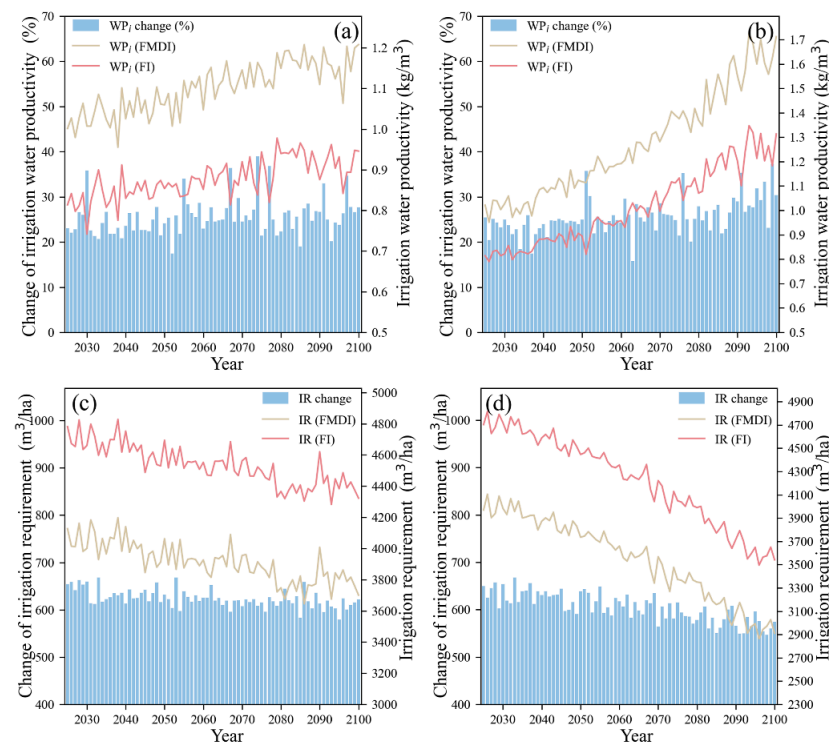 (a)
WPi change (%)
WPi (FMDI)
WPi (FI)
Change of irrigation water productivity (%)
70
60
50
40
30
20
10
0
2030 2040 2050 2060 2070 2080 2090 2100
Year
1.2
1.1
1.0
0.9
0.8
0.7
0.6
0.5
Irrigation water productivity (kg/m³)
(b)
WPi change (%)
WPi (FMDI)
WPi (FI)
Change of irrigation water productivity (%)
70
60
50
40
30
20
10
0
2030 2040 2050 2060 2070 2080 2090 2100
Year
1.7
1.6
1.5
1.4
1.3
1.2
1.1
1.0
0.9
0.8
0.7
0.6
0.5
Irrigation water productivity (kg/m³)
(c)
IR change
IR (FMDI)
IR (FI)
Change of irrigation requirement (m³/ha)
1000
900
800
700
600
500
400
2030 2040 2050 2060 2070 2080 2090 2100
Year
5000
4800
4600
4400
4200
4000
3800
3600
3400
3200
3000
Irrigation requirement (m³/ha)
(d)
IR change
IR (FMDI)
IR (FI)
Change of irrigation requirement (m³/ha)
1000
900
800
700
600
500
400
2030 2040 2050 2060 2070 2080 2090 2100
Year
4900
4700
4500
4300
4100
3900
3700
3500
3300
3100
2900
2700
2500
2300
Irrigation requirement (m³/ha)